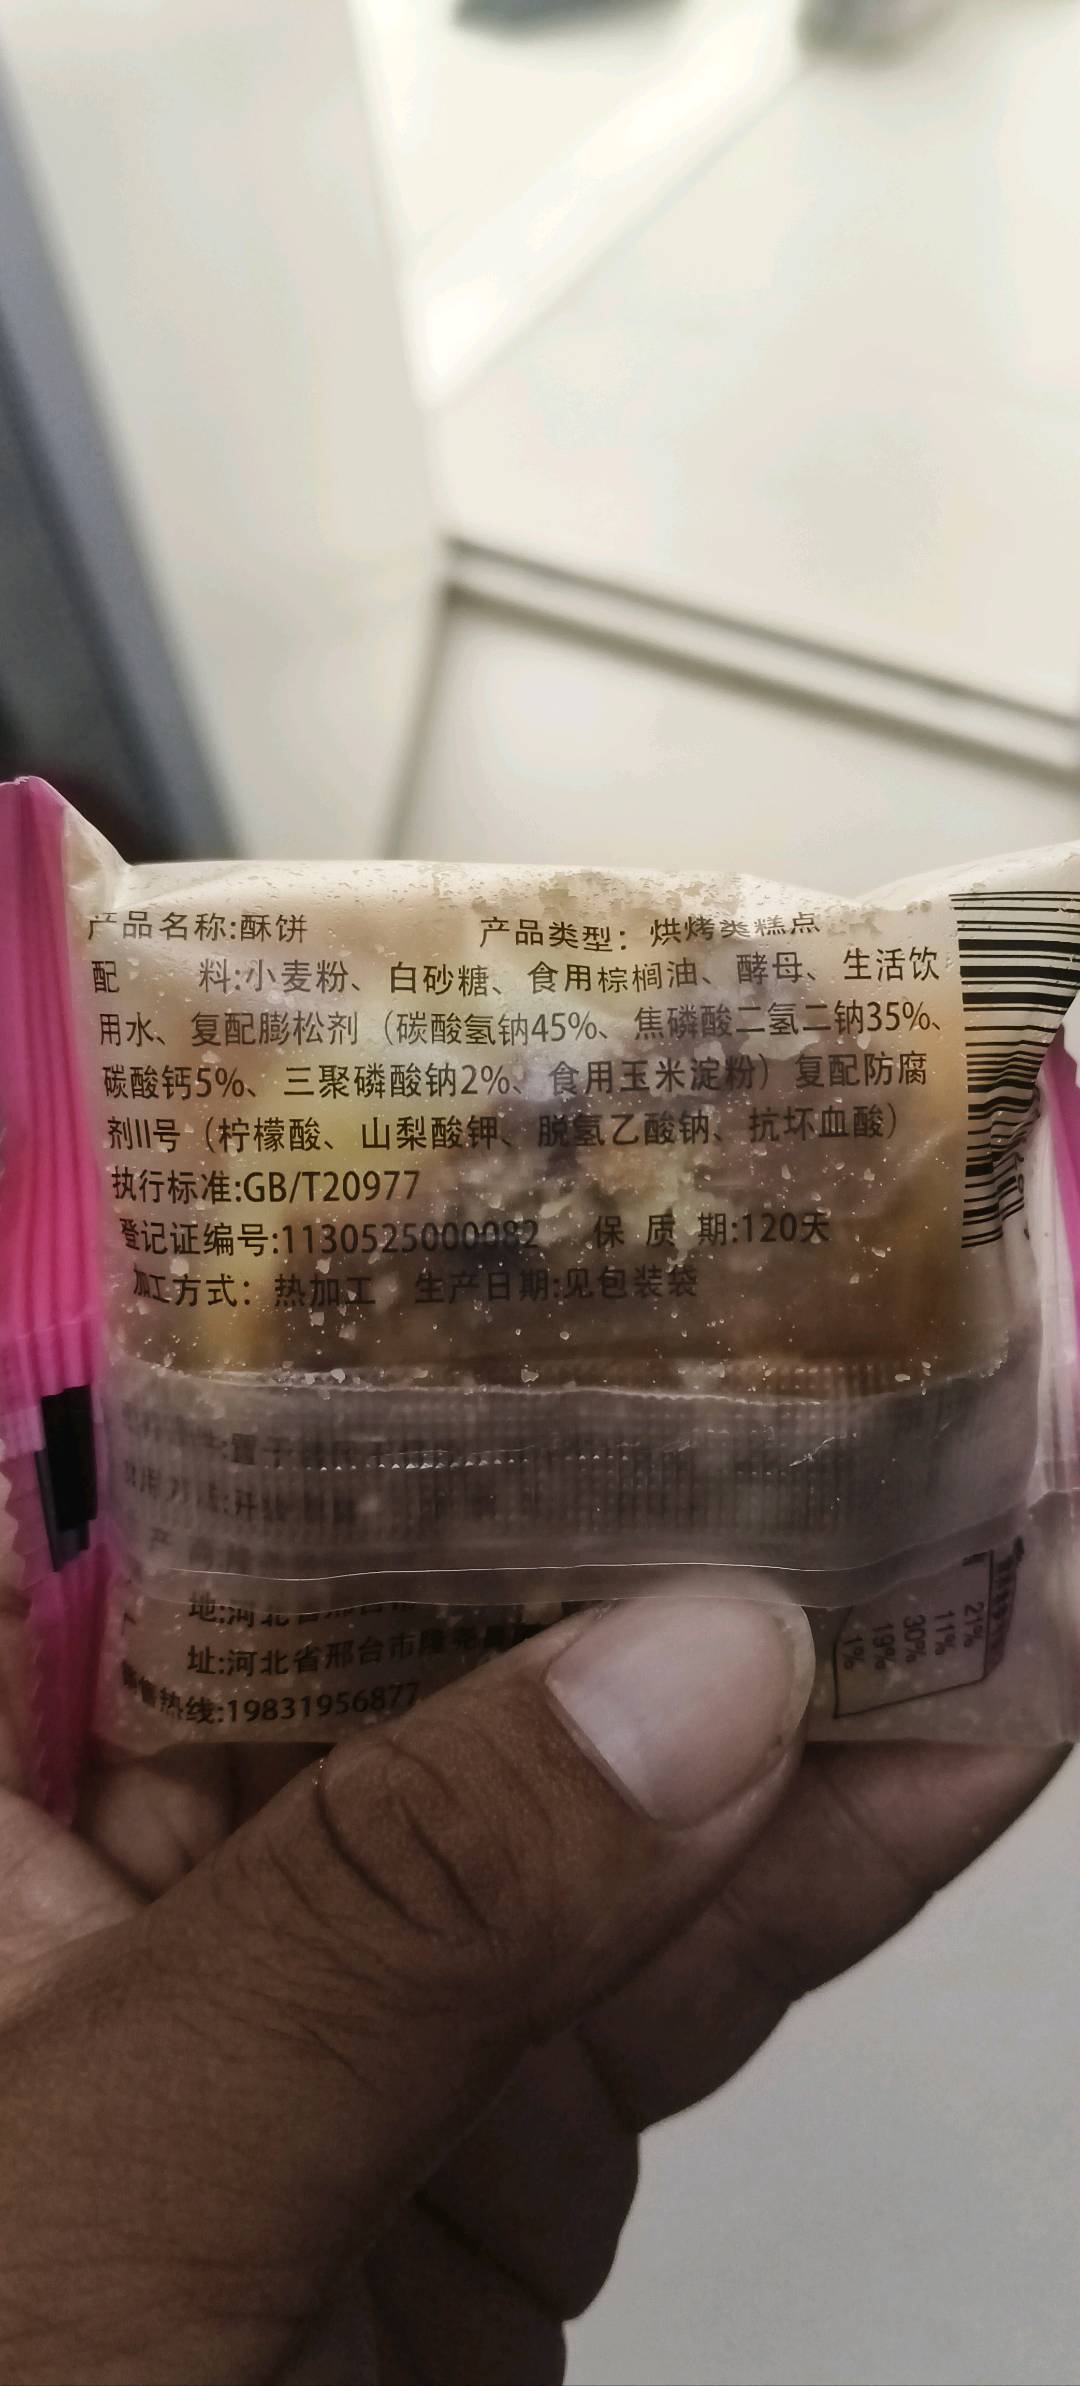 产品名称:酥饼 产品类型: 烘烤类糕点
配 料:小麦粉、白砂糖、食用棕榈油、酵母、生活饮
用水、复配膨松剂（碳酸氢钠45%、焦磷酸二氢二钠35%、
碳酸钙5%、三聚磷酸钠2%、食用玉米淀粉）复配防腐
剂II号（柠檬酸、山梨酸钾、脱氢乙酸钠、抗坏血酸）
执行标准:GB/T20977
登记证编号:1130525000082 保 质 期:120天
加工方式: 热加工 生产日期:见包装袋
地:河北省邢台
址:河北省邢台市隆尧县
热线:19831956877
21%
11%
30%
19%
1%